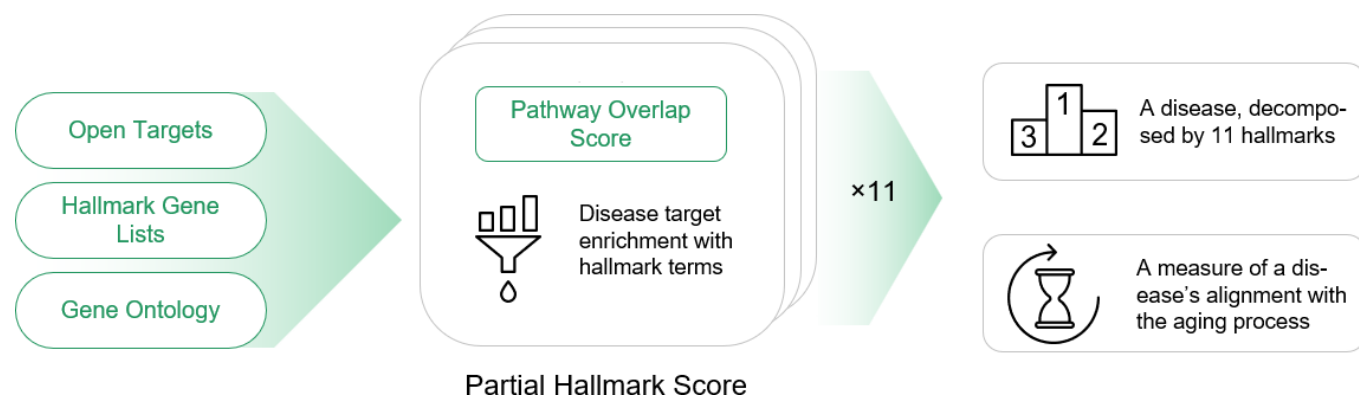 Open Targets
Hallmark Gene
Lists
Gene Ontology
Pathway Overlap
Score
Disease target
enrichment with
hallmark terms
Partial Hallmark Score
×11
3
1
2
A disease, decompo-
sed by 11 hallmarks
A measure of a dis-
ease's alignment with
the aging process